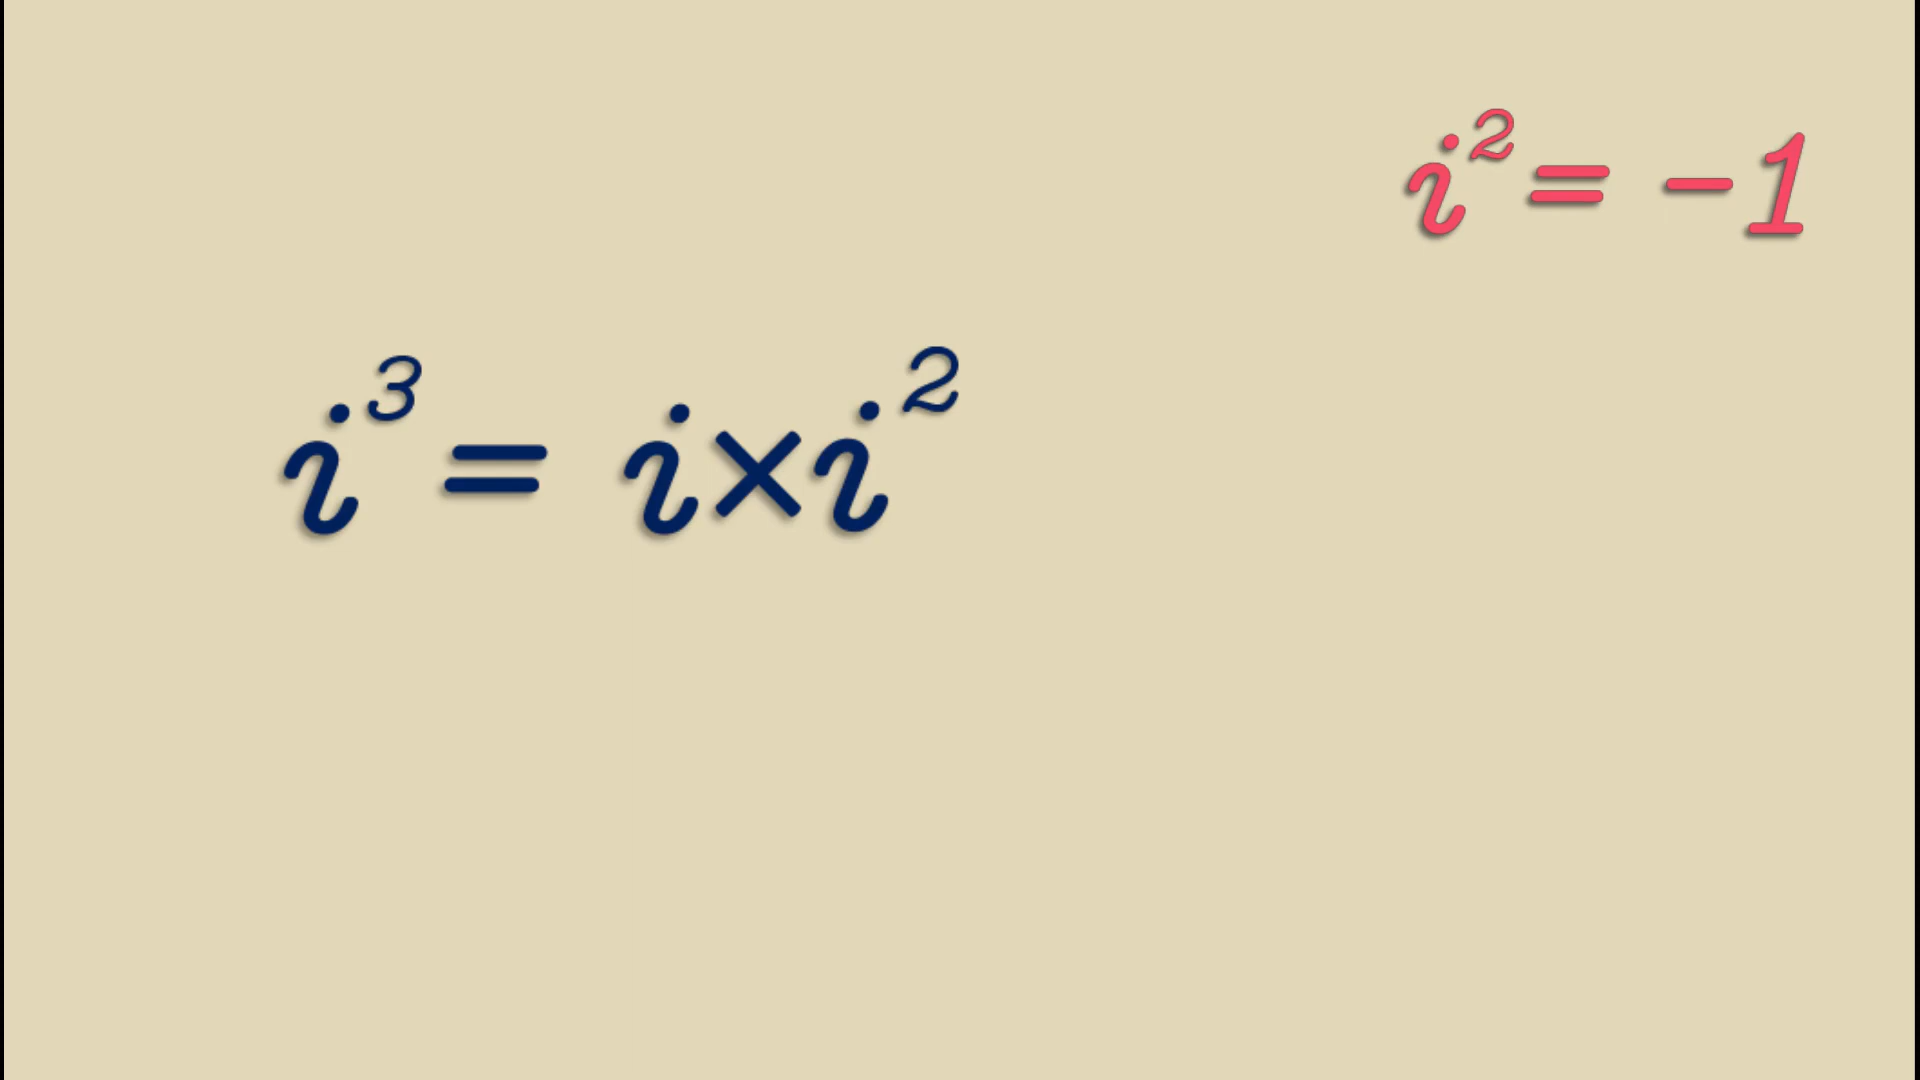 i² = −1
i³ = i×i²